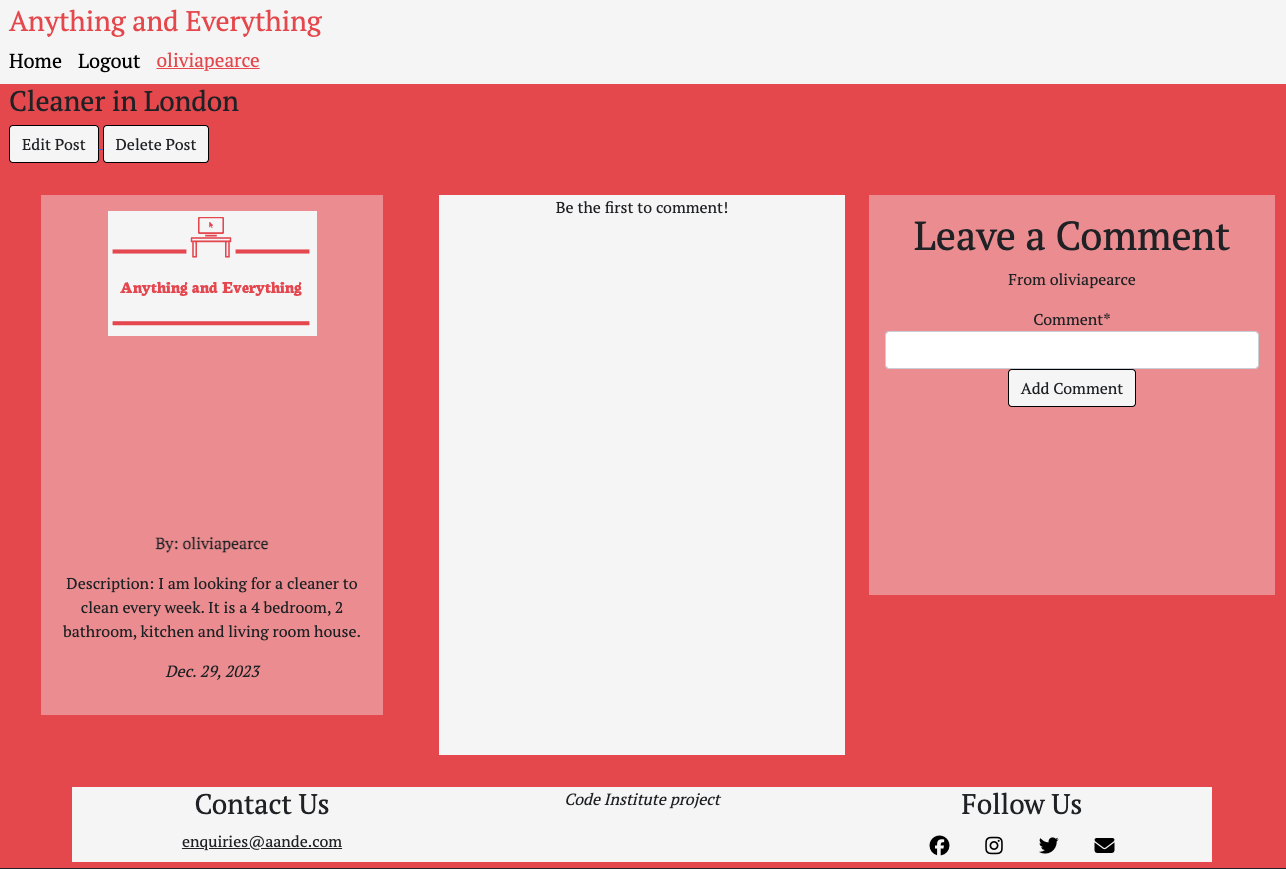 Anything and Everything
Home Logout oliviapearce
Cleaner in London
Edit Post Delete Post
Anything and Everything
By: oliviapearce
Description: I am looking for a cleaner to
clean every week. It is a 4 bedroom, 2
bathroom, kitchen and living room house.
Dec. 29, 2023
Be the first to comment!
Leave a Comment
From oliviapearce
Comment*
Add Comment
Contact Us
enquiries@aande.com
Code Institute project
Follow Us